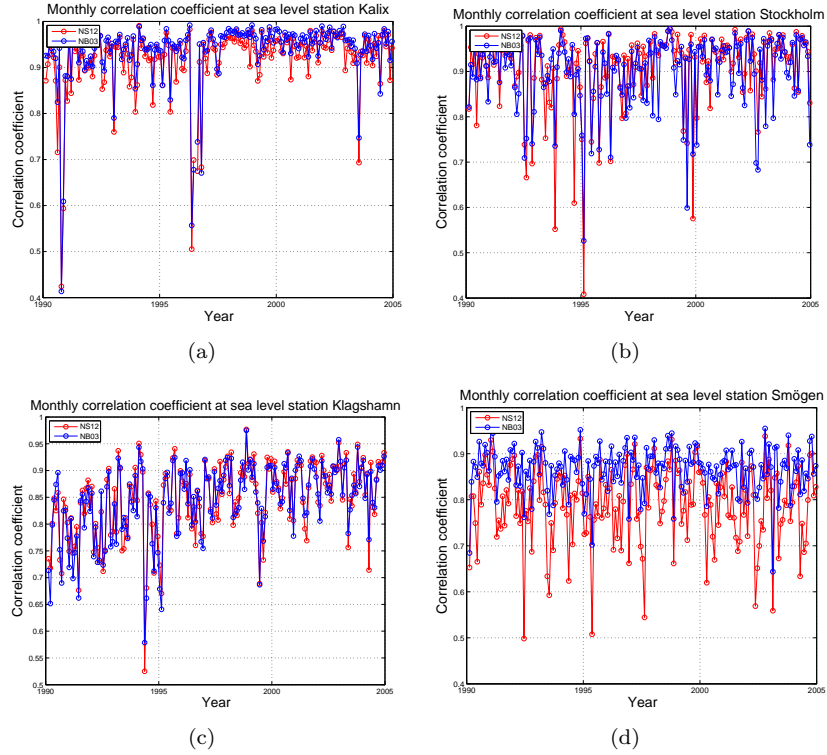 Monthly correlation coefficient at sea level station Kalix
1
0.9
0.8
0.7
0.6
0.5
0.4
1990
1995
2000
2005
Correlation coefficient
Year
NS12
NB03
(a)
Monthly correlation coefficient at sea level station Stockholm
1
0.9
0.8
0.7
0.6
0.5
0.4
1990
1995
2000
2005
Correlation coefficient
Year
NS12
NB03
(b)
Monthly correlation coefficient at sea level station Klagshamn
1
0.95
0.9
0.85
0.8
0.75
0.7
0.65
0.6
0.55
0.5
1990
1995
2000
2005
Correlation coefficient
Year
NS12
NB03
(c)
Monthly correlation coefficient at sea level station Smögen
1
0.9
0.8
0.7
0.6
0.5
0.4
1990
1995
2000
2005
Correlation coefficient
Year
NS12
NB03
(d)